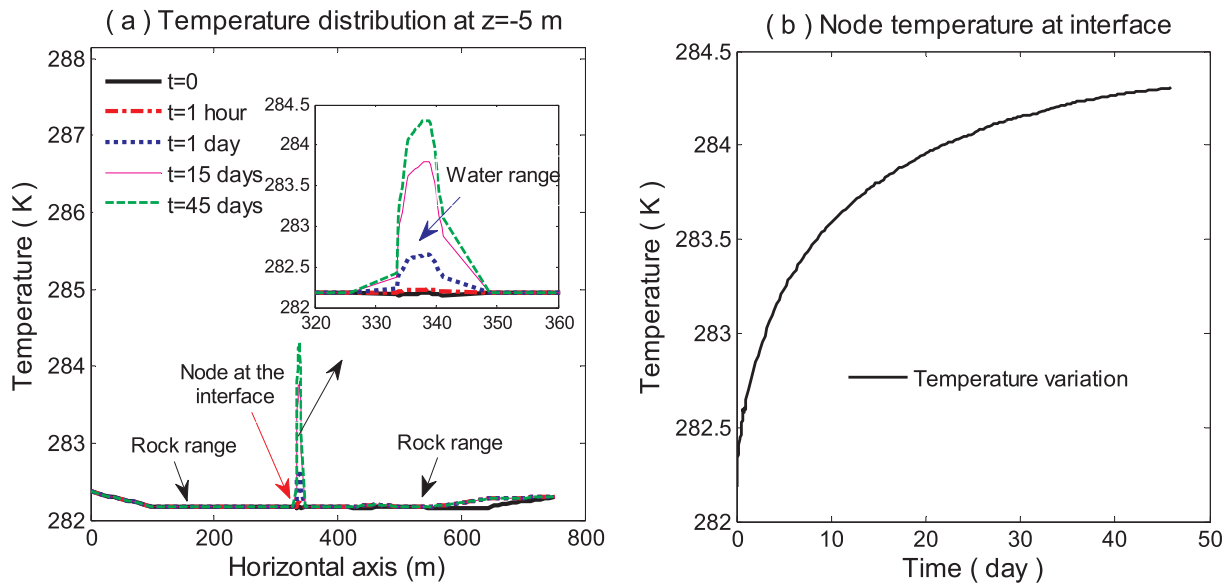 ( a ) Temperature distribution at z=-5 m
Temperature ( K )
288
287
286
285
284
283
282
t=0
t=1 hour
t=1 day
t=15 days
t=45 days
284.5
284
283.5
283
282.5
282
320
330
340
350
360
Water range
Node at the
interface
Rock range
Rock range
0
200
400
600
800
Horizontal axis (m)
( b ) Node temperature at interface
Temperature ( K )
284.5
284
283.5
283
282.5
282
Temperature variation
0
10
20
30
40
50
Time ( day )